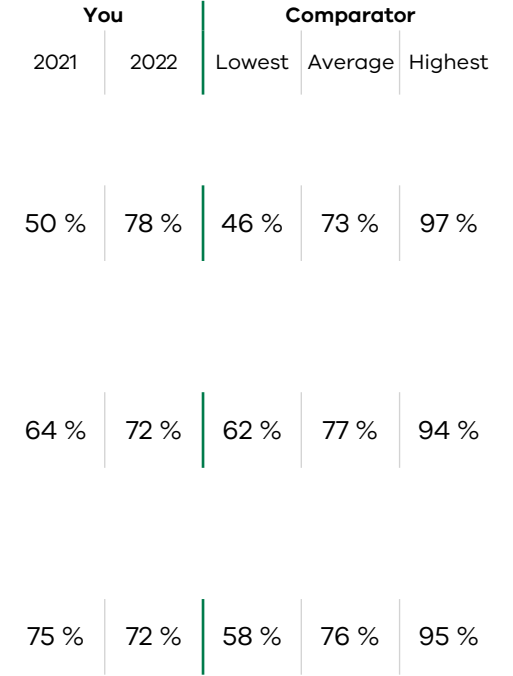 You Comparator
2021 2022 Lowest Average Highest
50 % 78 % 46 % 73 % 97 %
64 % 72 % 62 % 77 % 94 %
75 % 72 % 58 % 76 % 95 %